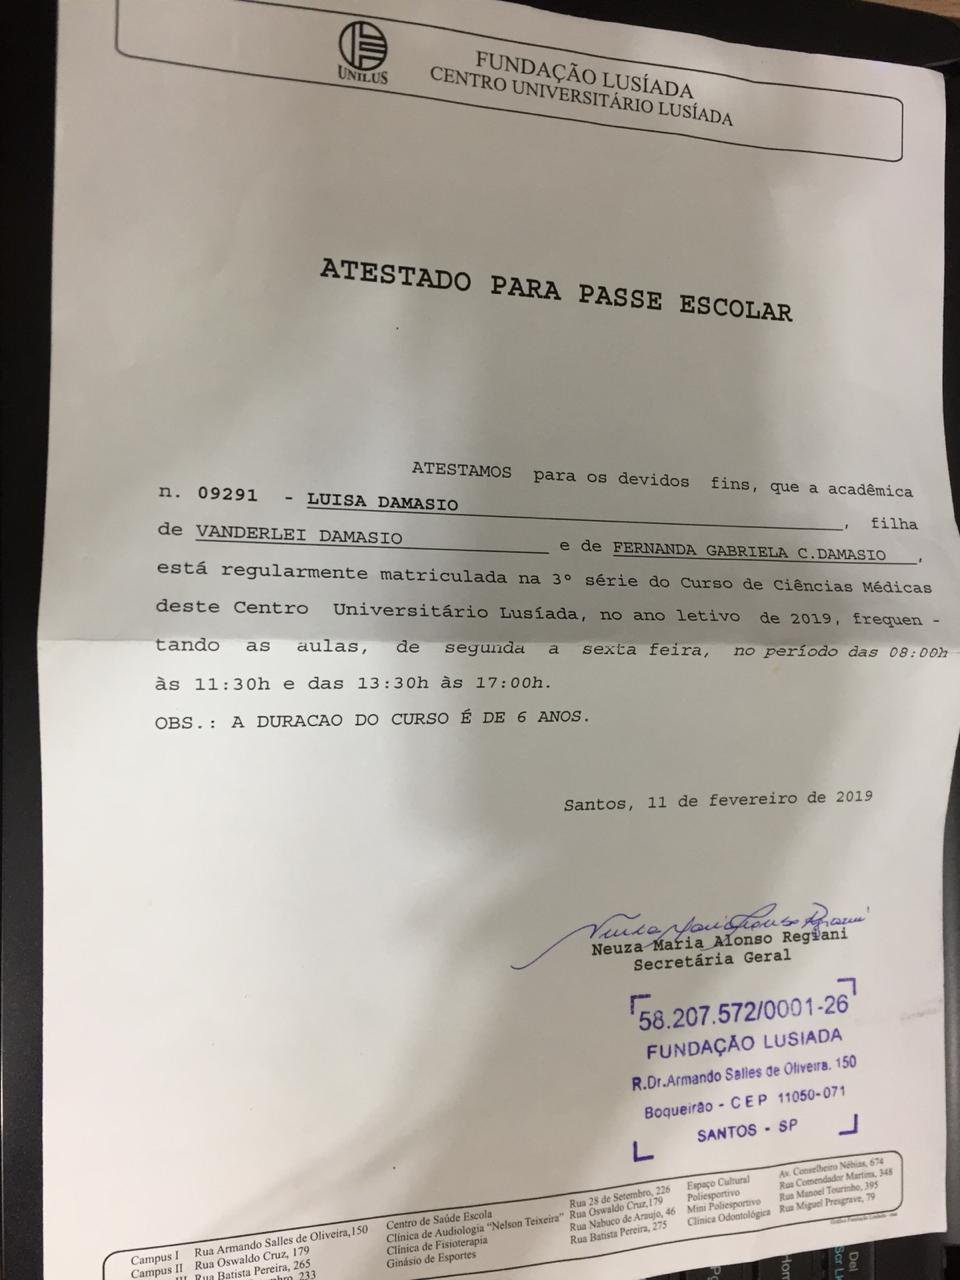 UNILUS
FUNDAÇÃO LUSÍADA
CENTRO UNIVERSITÁRIO LUSÍADA
ATESTADO PARA PASSE ESCOLAR
ATESTAMOS para os devidos fins, que a acadêmica
n. 09291 - LUISA DAMASIO, filha
de VANDERLEI DAMASIO e de FERNANDA GABRIELA C.DAMASIO,
está regularmente matriculada na 3º série do Curso de Ciências Médicas
deste Centro Universitário Lusíada, no ano letivo de 2019, frequen -
tando as aulas, de segunda a sexta feira, no período das 08:00h
às 11:30h e das 13:30h às 17:00h.
OBS.: A DURACAO DO CURSO É DE 6 ANOS.
Santos, 11 de fevereiro de 2019
Neuza Maria Alonso Regiani
Secretária Geral
58.207.572/0001-26
FUNDAÇÃO LUSIADA
R.Dr.Armando Salles de Oliveira. 150
Boqueirão - CEP 11050-071
SANTOS - SP
Campus I Rua Armando Salles de Oliveira,150
Campus II Rua Oswaldo Cruz, 179
Rua Batista Pereira, 265
233
Centro de Saúde Escola
Clínica de Audiologia "Nelson Teixeira"
Clínica de Fisioterapia
Ginásio de Esportes
Rua 28 de Setembro, 226
Rua Oswaldo Cruz,179
Rua Nabuco de Araujo, 46
Rua Batista Pereira, 275
Espaço Cultural
Poliesportivo
Mini Poliesportivo
Clínica Odontológica
Av. Conselheiro Nébias, 674
Rua Comendador Martins, 348
Rua Manoel Tourinho, 395
Rua Miguel Presgrave, 79
Del
Scr